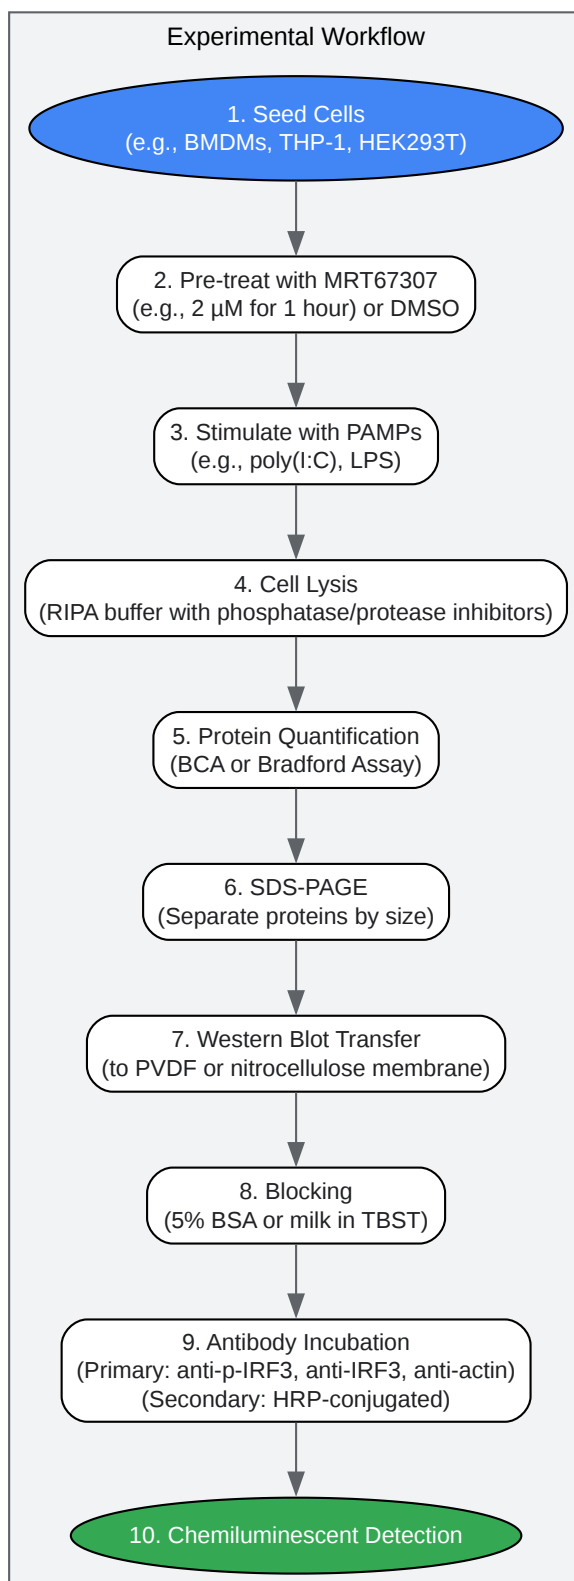 Experimental Workflow
1. Seed Cells
(e.g., BMDMs, THP-1, HEK293T)
2. Pre-treat with MRT67307
(e.g., 2 µM for 1 hour) or DMSO
3. Stimulate with PAMPs
(e.g., poly(I:C), LPS)
4. Cell Lysis
(RIPA buffer with phosphatase/protease inhibitors)
5. Protein Quantification
(BCA or Bradford Assay)
6. SDS-PAGE
(Separate proteins by size)
7. Western Blot Transfer
(to PVDF or nitrocellulose membrane)
8. Blocking
(5% BSA or milk in TBST)
9. Antibody Incubation
(Primary: anti-p-IRF3, anti-IRF3, anti-actin)
(Secondary: HRP-conjugated)
10. Chemiluminescent Detection